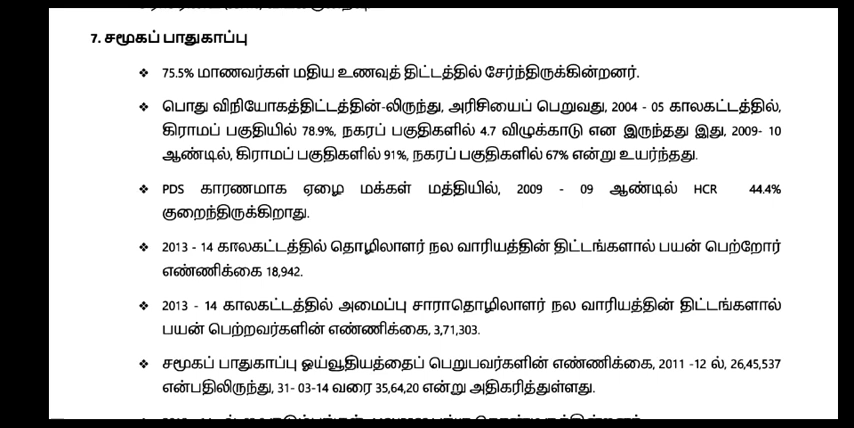 7. சமூகப் பாதுகாப்பு
❖ 75.5% மாணவர்கள் மதிய உணவுத் திட்டத்தில் சேர்ந்திருக்கின்றனர்.
❖ பொது விநியோகத்திட்டத்தின்-லிருந்து, அரிசியைப் பெறுவது, 2004 - 05 காலகட்டத்தில்,
கிராமப் பகுதியில் 78.9%, நகரப் பகுதிகளில் 4.7 விழுக்காடு என இருந்தது இது, 2009- 10
ஆண்டில், கிராமப் பகுதிகளில் 91%, நகரப் பகுதிகளில் 67% என்று உயர்ந்தது.
❖ PDS காரணமாக ஏழை மக்கள் மத்தியில், 2009 - 09 ஆண்டில் HCR 44.4%
குறைந்திருக்கிறாது.
❖ 2013 - 14 காலகட்டத்தில் தொழிலாளர் நல வாரியத்தின் திட்டங்களால் பயன் பெற்றோர்
எண்ணிக்கை 18,942.
❖ 2013 - 14 காலகட்டத்தில் அமைப்பு சாராதொழிலாளர் நல வாரியத்தின் திட்டங்களால்
பயன் பெற்றவர்களின் எண்ணிக்கை, 3,71,303.
❖ சமூகப் பாதுகாப்பு ஓய்வூதியத்தைப் பெறுபவர்களின் எண்ணிக்கை, 2011 -12 ல், 26,45,537
என்பதிலிருந்து, 31- 03-14 வரை 35,64,20 என்று அதிகரித்துள்ளது.